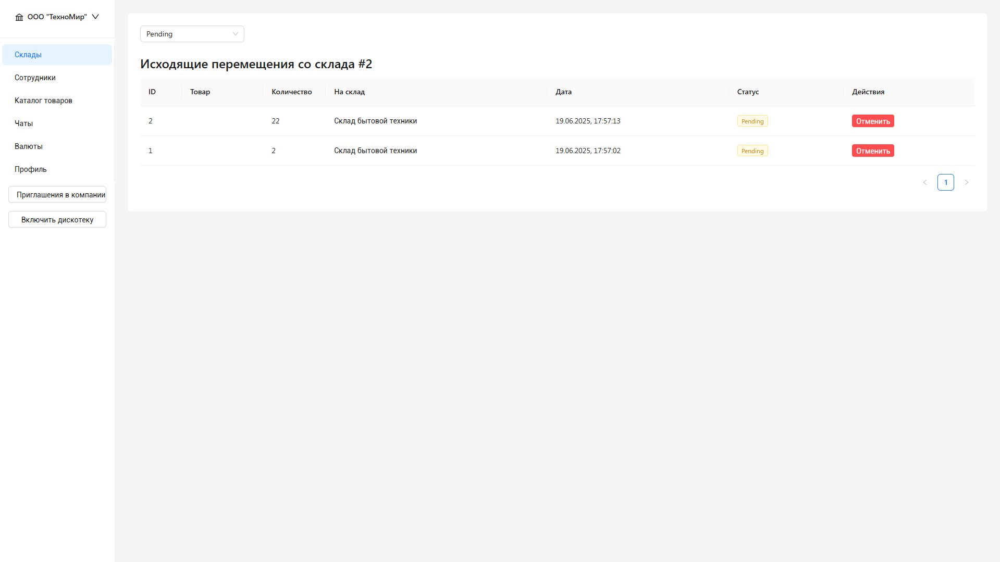 ООО "ТехноМир"
Склады
Сотрудники
Каталог товаров
Чаты
Валюты
Профиль
Приглашения в компании
Включить дискотеку
Pending
Исходящие перемещения со склада #2
ID Товар Количество На склад Дата Статус Действия
2 22 Склад бытовой техники 19.06.2025, 17:57:13 Pending Отменить
1 2 Склад бытовой техники 19.06.2025, 17:57:02 Pending Отменить
1